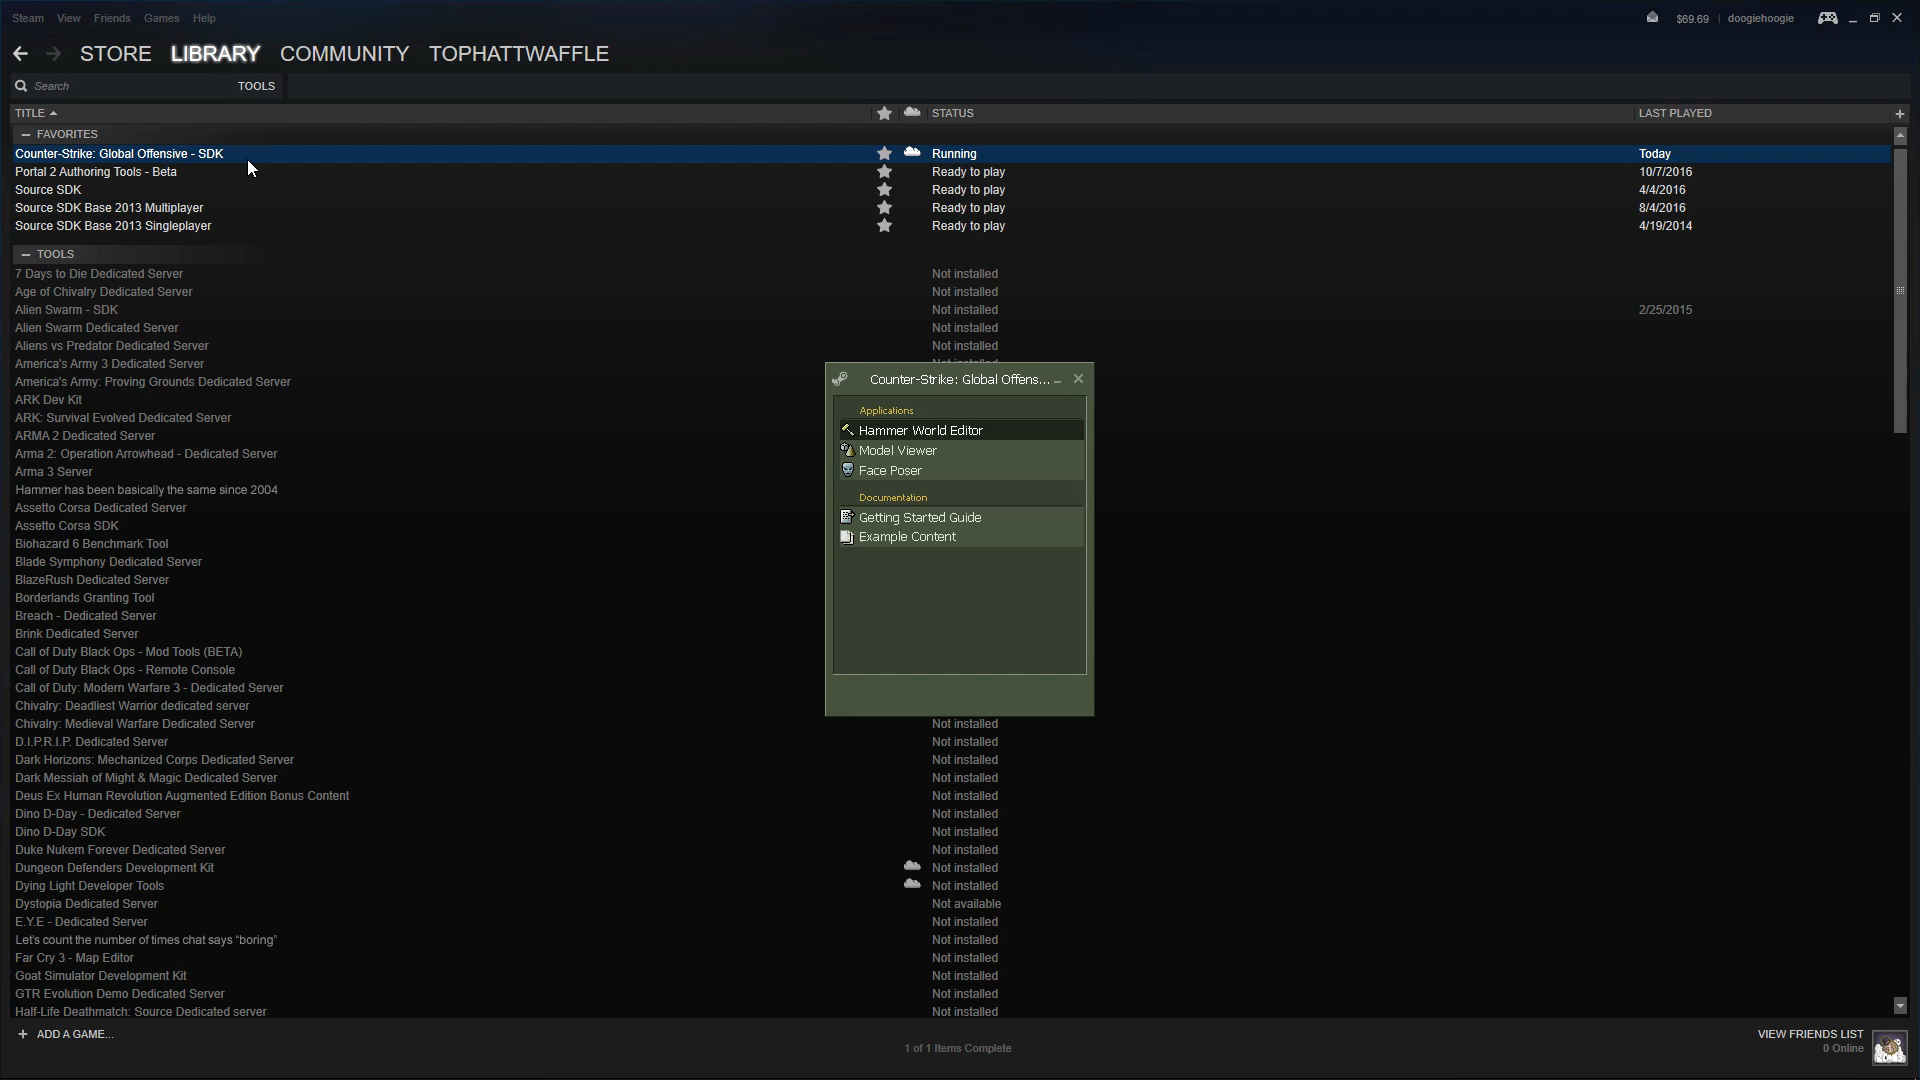 Steam View Friends Games Help
$69.69 | doogiehoogie
STORE LIBRARY COMMUNITY TOPHATTWAFFLE
Search TOOLS
TITLE STATUS LAST PLAYED +
− FAVORITES
Counter-Strike: Global Offensive - SDK Running Today
Portal 2 Authoring Tools - Beta Ready to play 10/7/2016
Source SDK Ready to play 4/4/2016
Source SDK Base 2013 Multiplayer Ready to play 8/4/2016
Source SDK Base 2013 Singleplayer Ready to play 4/19/2014
− TOOLS
7 Days to Die Dedicated Server Not installed
Age of Chivalry Dedicated Server Not installed
Alien Swarm - SDK Not installed 2/25/2015
Alien Swarm Dedicated Server Not installed
Aliens vs Predator Dedicated Server Not installed
America's Army 3 Dedicated Server Not installed
America's Army: Proving Grounds Dedicated Server
ARK Dev Kit
ARK: Survival Evolved Dedicated Server
ARMA 2 Dedicated Server
Arma 2: Operation Arrowhead - Dedicated Server
Arma 3 Server
Hammer has been basically the same since 2004
Assetto Corsa Dedicated Server
Assetto Corsa SDK
Biohazard 6 Benchmark Tool
Blade Symphony Dedicated Server
BlazeRush Dedicated Server
Borderlands Granting Tool
Breach - Dedicated Server
Brink Dedicated Server
Call of Duty Black Ops - Mod Tools (BETA)
Call of Duty Black Ops - Remote Console
Call of Duty: Modern Warfare 3 - Dedicated Server
Chivalry: Deadliest Warrior dedicated server
Chivalry: Medieval Warfare Dedicated Server Not installed
D.I.P.R.I.P. Dedicated Server Not installed
Dark Horizons: Mechanized Corps Dedicated Server Not installed
Dark Messiah of Might & Magic Dedicated Server Not installed
Deus Ex Human Revolution Augmented Edition Bonus Content Not installed
Dino D-Day - Dedicated Server Not installed
Dino D-Day SDK Not installed
Duke Nukem Forever Dedicated Server Not installed
Dungeon Defenders Development Kit Not installed
Dying Light Developer Tools Not installed
Dystopia Dedicated Server Not available
E.Y.E - Dedicated Server Not installed
Let's count the number of times chat says "boring" Not installed
Far Cry 3 - Map Editor Not installed
Goat Simulator Development Kit Not installed
GTR Evolution Demo Dedicated Server Not installed
Half-Life Deathmatch: Source Dedicated server Not installed
Counter-Strike: Global Offens...
Applications
Hammer World Editor
Model Viewer
Face Poser
Documentation
Getting Started Guide
Example Content
+ ADD A GAME...
1 of 1 Items Complete
VIEW FRIENDS LIST
0 Online